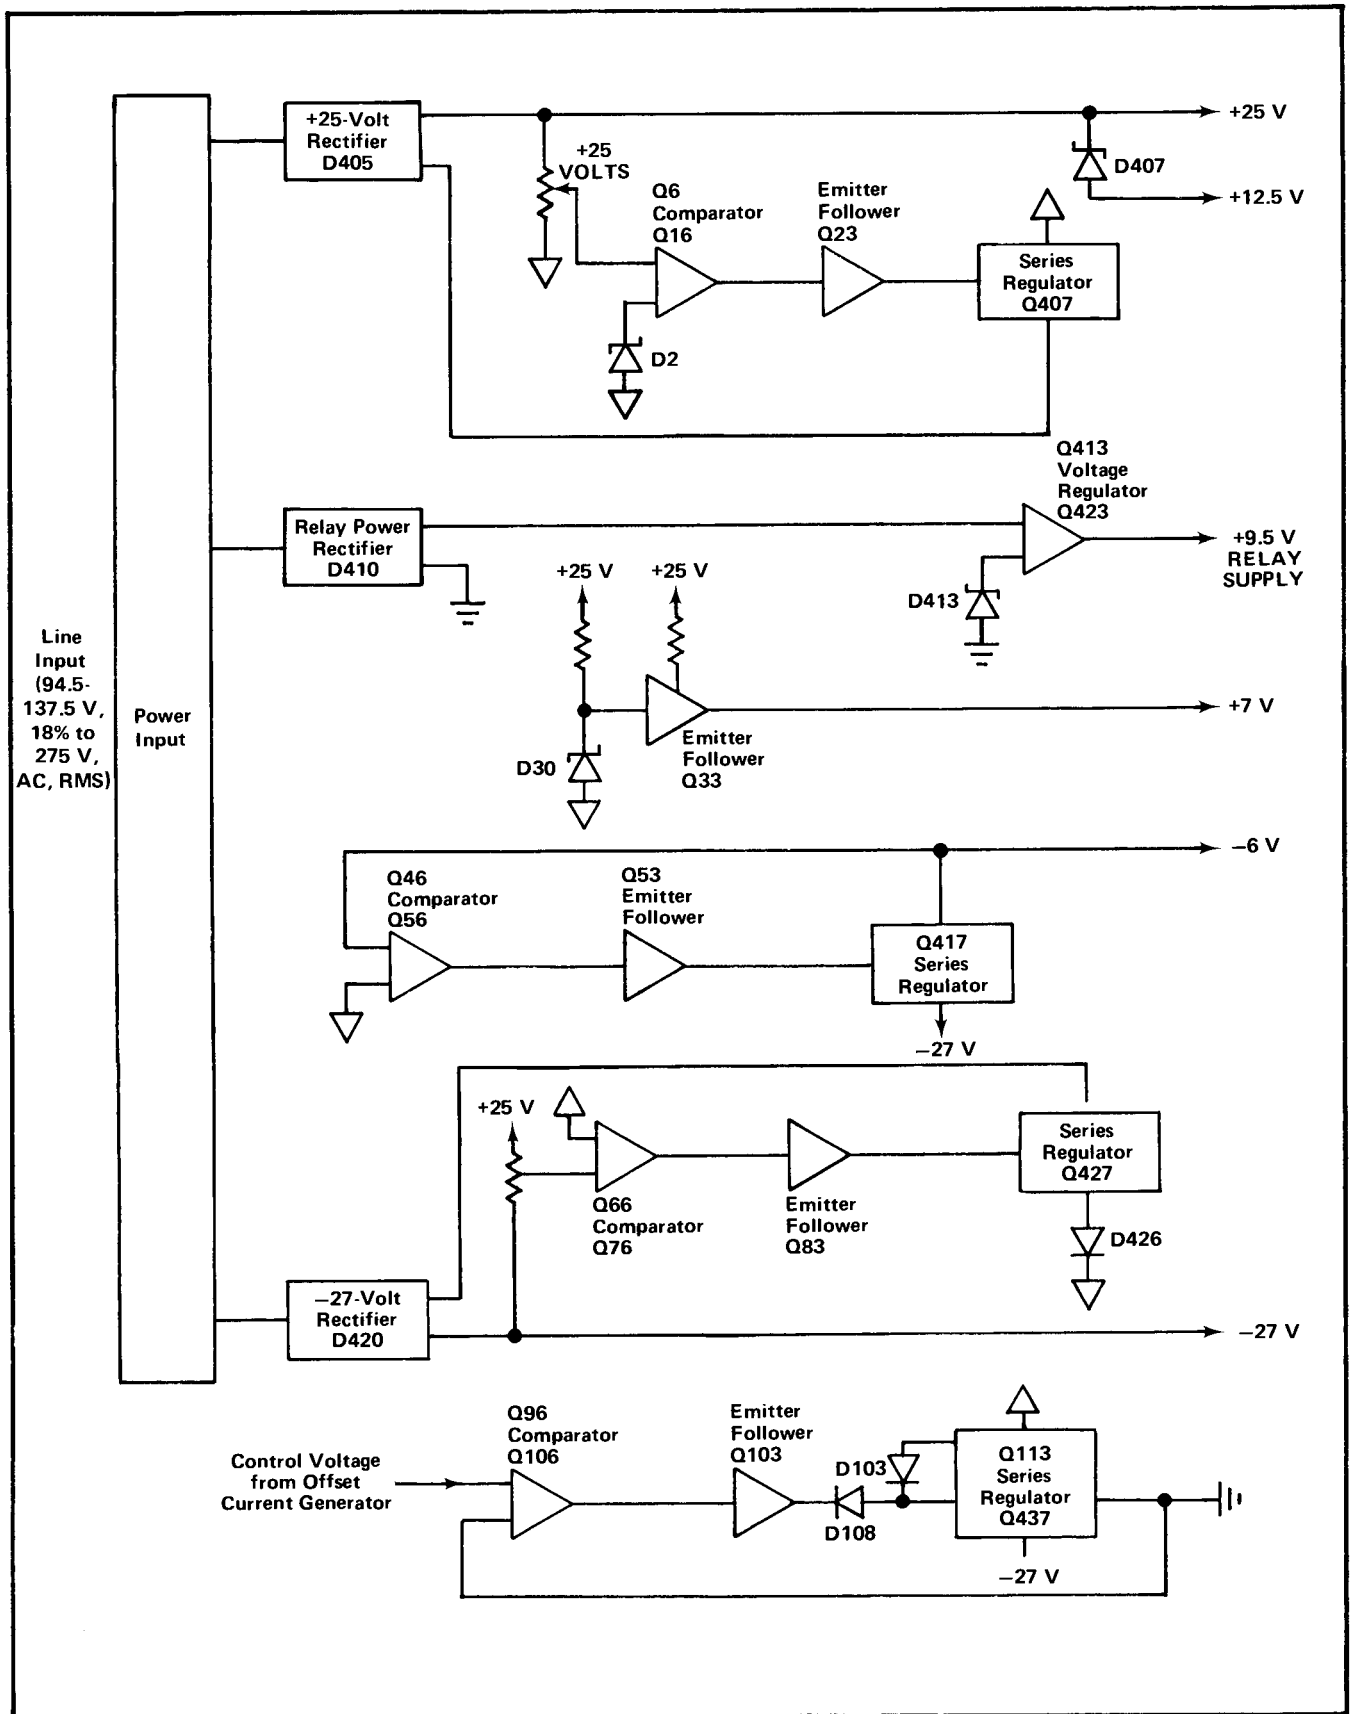 +25-Volt
Rectifier
D405
+25
VOLTS
Q6
Comparator
Q16
Emitter
Follower
Q23
Series
Regulator
Q407
+25 V
D407
+12.5 V
D2
Relay Power
Rectifier
D410
Q413
Voltage
Regulator
Q423
+9.5 V
RELAY
SUPPLY
D413
+25 V
+25 V
+7 V
D30
Emitter
Follower
Q33
Line
Input
(94.5-
137.5 V,
18% to
275 V,
AC, RMS)
Power
Input
−6 V
Q46
Comparator
Q56
Q53
Emitter
Follower
Q417
Series
Regulator
−27 V
+25 V
Q66
Comparator
Q76
Emitter
Follower
Q83
Series
Regulator
Q427
D426
−27-Volt
Rectifier
D420
−27 V
Control Voltage
from Offset
Current Generator
Q96
Comparator
Q106
Emitter
Follower
Q103
D103
D108
Q113
Series
Regulator
Q437
−27 V